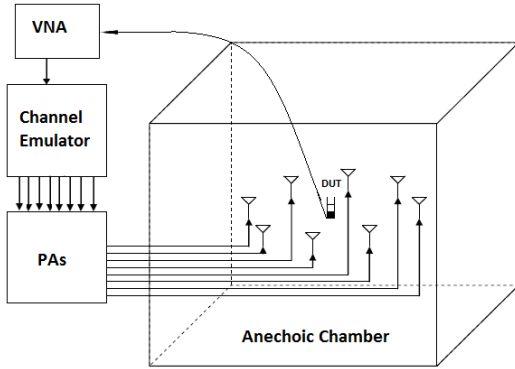 VNA
Channel
Emulator
PAs
DUT
Anechoic Chamber